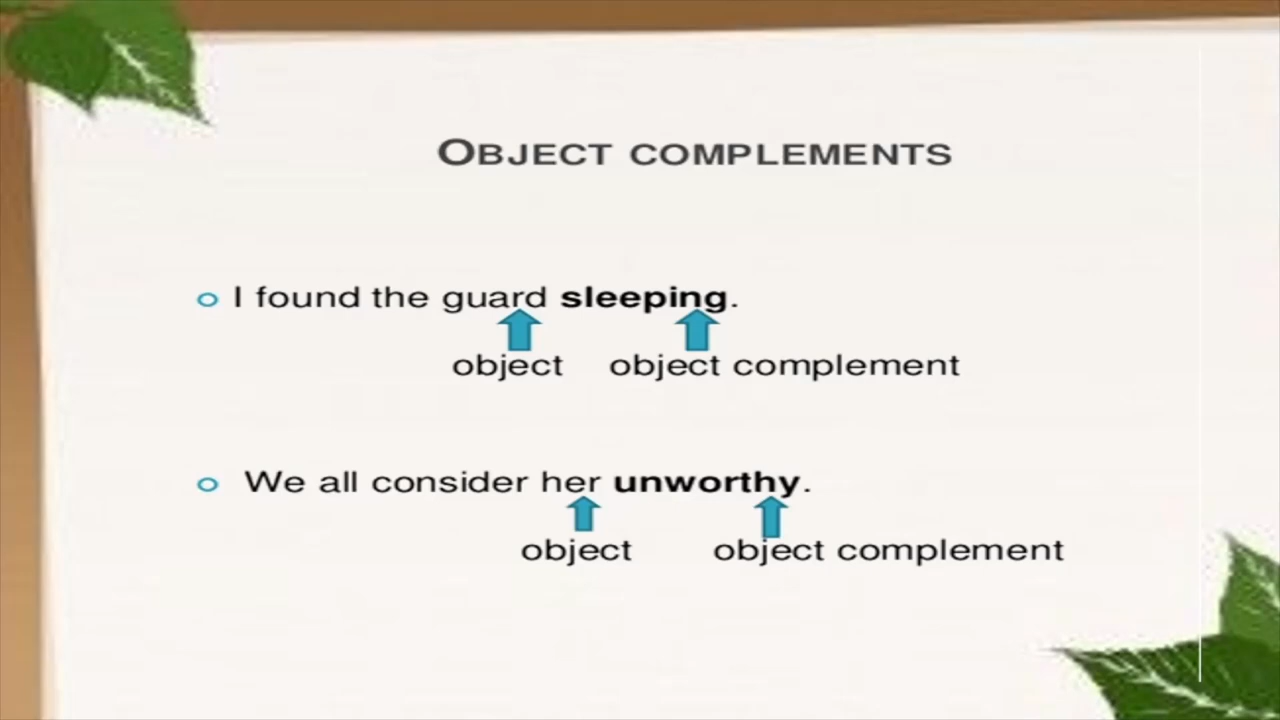 OBJECT COMPLEMENTS
I found the guard sleeping.
object object complement
We all consider her unworthy.
object object complement